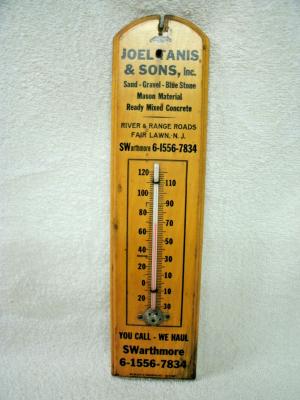 JOEL TANIS
& SONS, Inc.
Sand - Gravel - Blue Stone
Mason Material
Ready Mixed Concrete
RIVER & RANGE ROADS
FAIR LAWN, N. J.
SWarthmore 6-1556-7834
120
110
100
90
80
70
60
50
40
30
20
10
0
10
20
30
YOU CALL - WE HAUL
SWarthmore
6-1556-7834